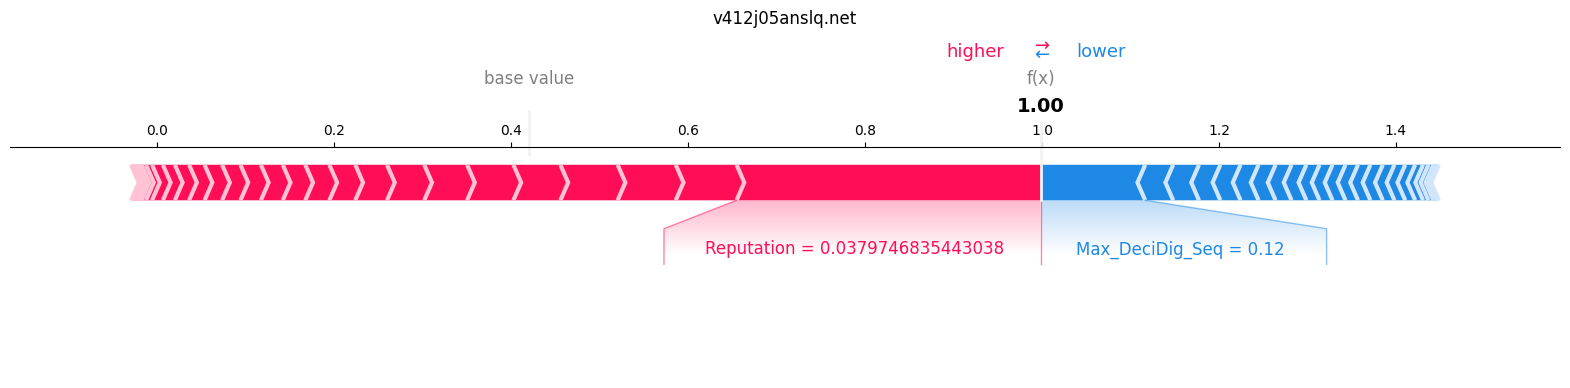 v412j05anslq.net
higher → ← lower
base value f(x)
1.00
0.0 0.2 0.4 0.6 0.8 1.0 1.2 1.4
Reputation = 0.0379746835443038 Max_DeciDig_Seq = 0.12